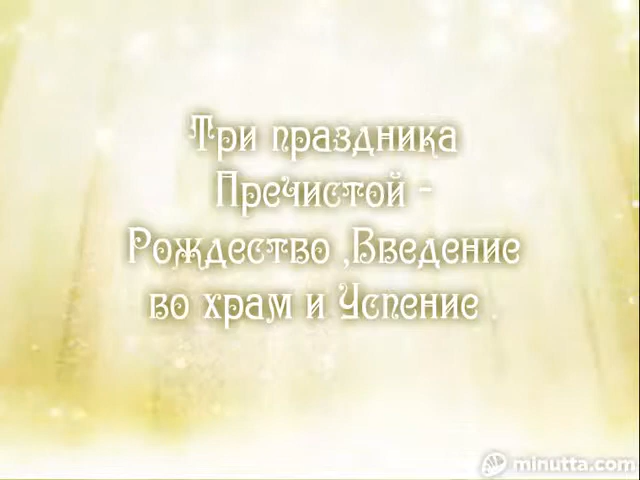 Три праздника
Пречистой -
Рождество ,Введение
во храм и Успение .
minutta.com